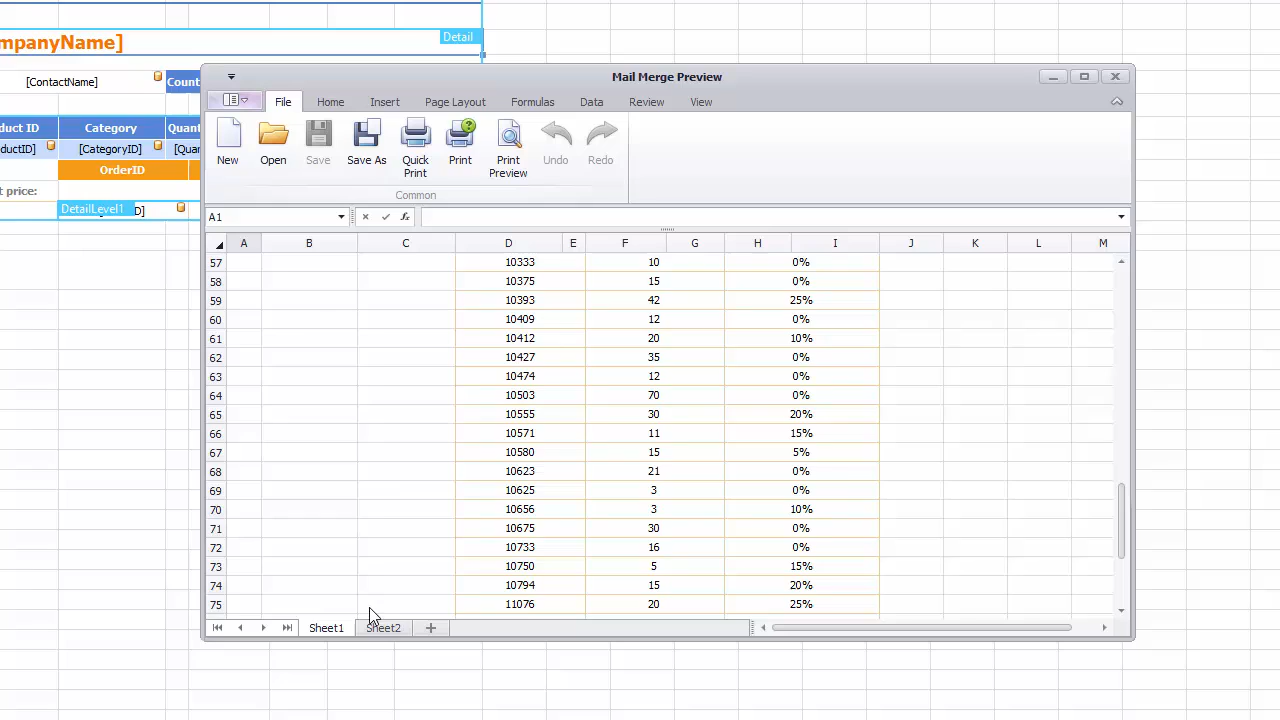 mpanyName]
Detail
[ContactName]
Count
duct ID
Category
Quant
ductID]
[CategoryID]
[Quar
OrderID
t price:
DetailLevel1
D]
Mail Merge Preview
File
Home
Insert
Page Layout
Formulas
Data
Review
View
New
Open
Save
Save As
Quick Print
Print
Print Preview
Undo
Redo
Common
A1
fx
A B C D E F G H I J K L M
57 10333 10 0%
58 10375 15 0%
59 10393 42 25%
60 10409 12 0%
61 10412 20 10%
62 10427 35 0%
63 10474 12 0%
64 10503 70 0%
65 10555 30 20%
66 10571 11 15%
67 10580 15 5%
68 10623 21 0%
69 10625 3 0%
70 10656 3 10%
71 10675 30 0%
72 10733 16 0%
73 10750 5 15%
74 10794 15 20%
75 11076 20 25%
Sheet1
Sheet2